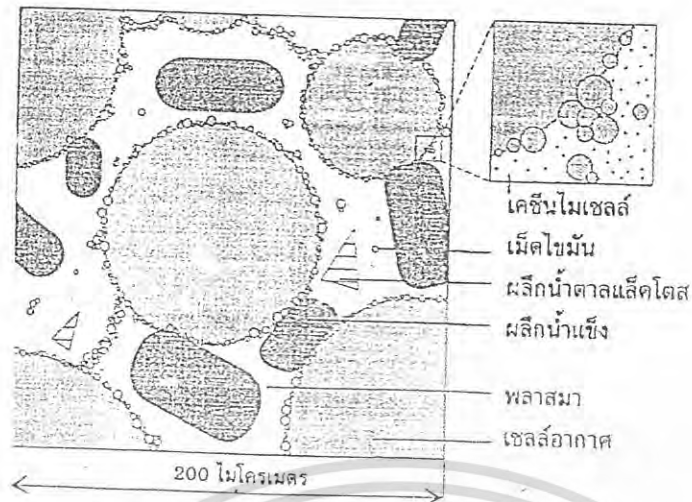 เคซีนไมเซลล์
เม็ดไขมัน
ผลึกน้ำตาลแล็คโตส
ผลึกน้ำแข็ง
พลาสมา
เซลล์อากาศ
200 ไมโครเมตร